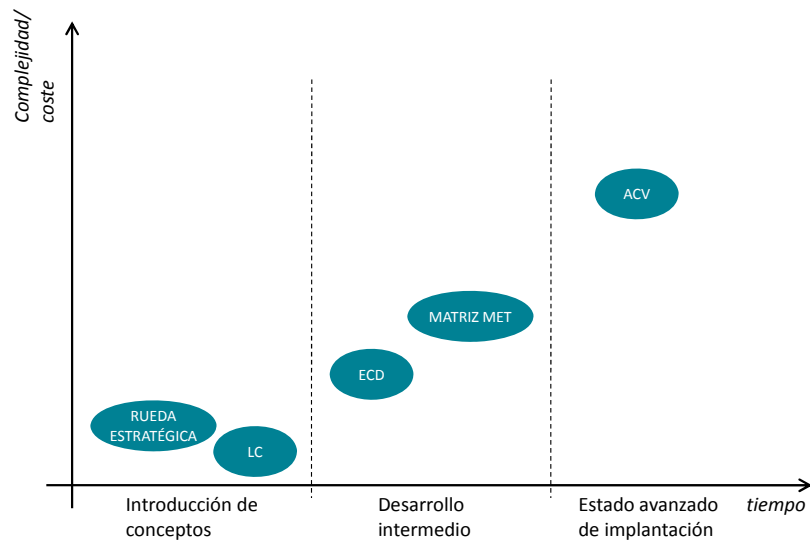 Complejidad/
coste
ACV
MATRIZ MET
ECD
RUEDA
ESTRATÉGICA
LC
Introducción de
conceptos
Desarrollo
intermedio
Estado avanzado
de implantación
tiempo